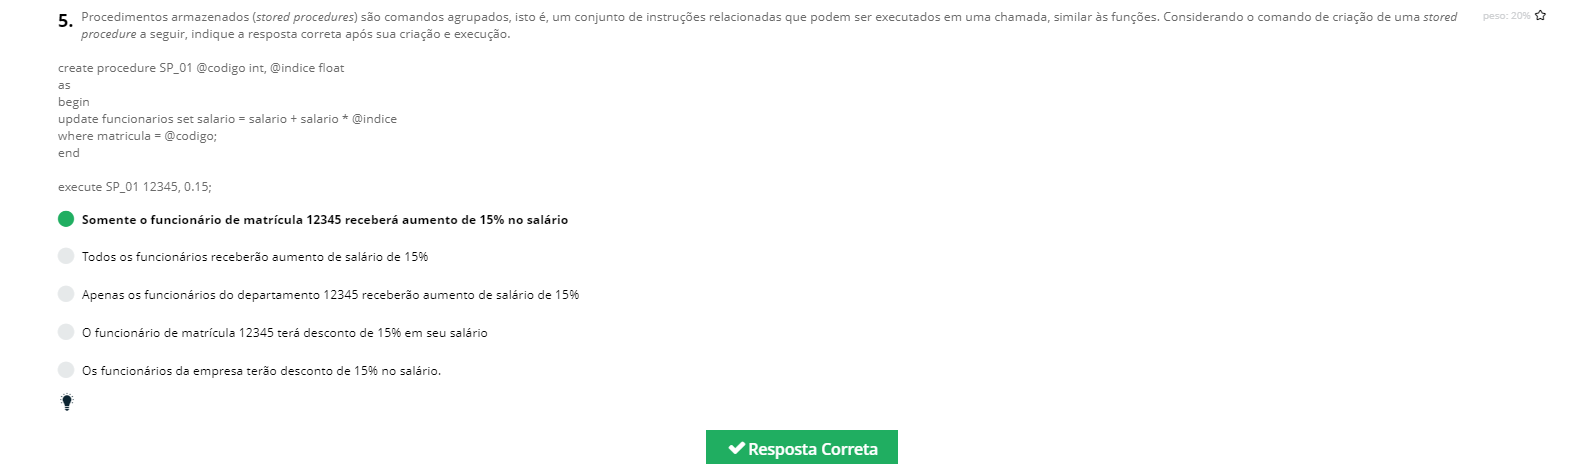 5. Procedimentos armazenados (stored procedures) são comandos agrupados, isto é, um conjunto de instruções relacionadas que podem ser executados em uma chamada, similar às funções. Considerando o comando de criação de uma stored peso: 20%
procedure a seguir, indique a resposta correta após sua criação e execução.
create procedure SP_01 @codigo int, @indice float
as
begin
update funcionarios set salario = salario + salario * @indice
where matricula = @codigo;
end
execute SP_01 12345, 0.15;
Somente o funcionário de matrícula 12345 receberá aumento de 15% no salário
Todos os funcionários receberão aumento de salário de 15%
Apenas os funcionários do departamento 12345 receberão aumento de salário de 15%
O funcionário de matrícula 12345 terá desconto de 15% em seu salário
Os funcionários da empresa terão desconto de 15% no salário.
Resposta Correta